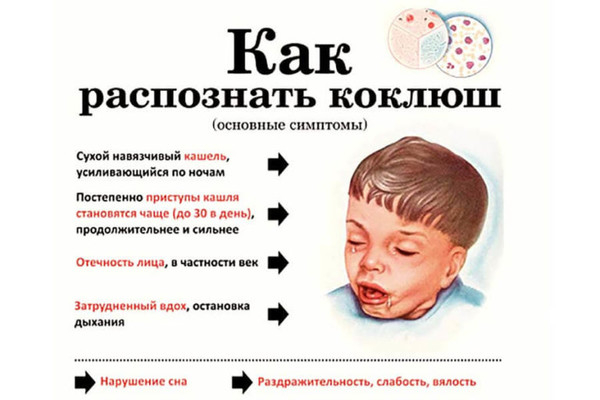 Как
распознать коклюш
(основные симптомы)
Сухой навязчивый кашель,
усиливающийся по ночам
Постепенно приступы кашля
становятся чаще (до 30 в день),
продолжительнее и сильнее
Отечность лица, в частности век
Затрудненный вдох, остановка
дыхания
Нарушение сна
Раздражительность, слабость, вялость